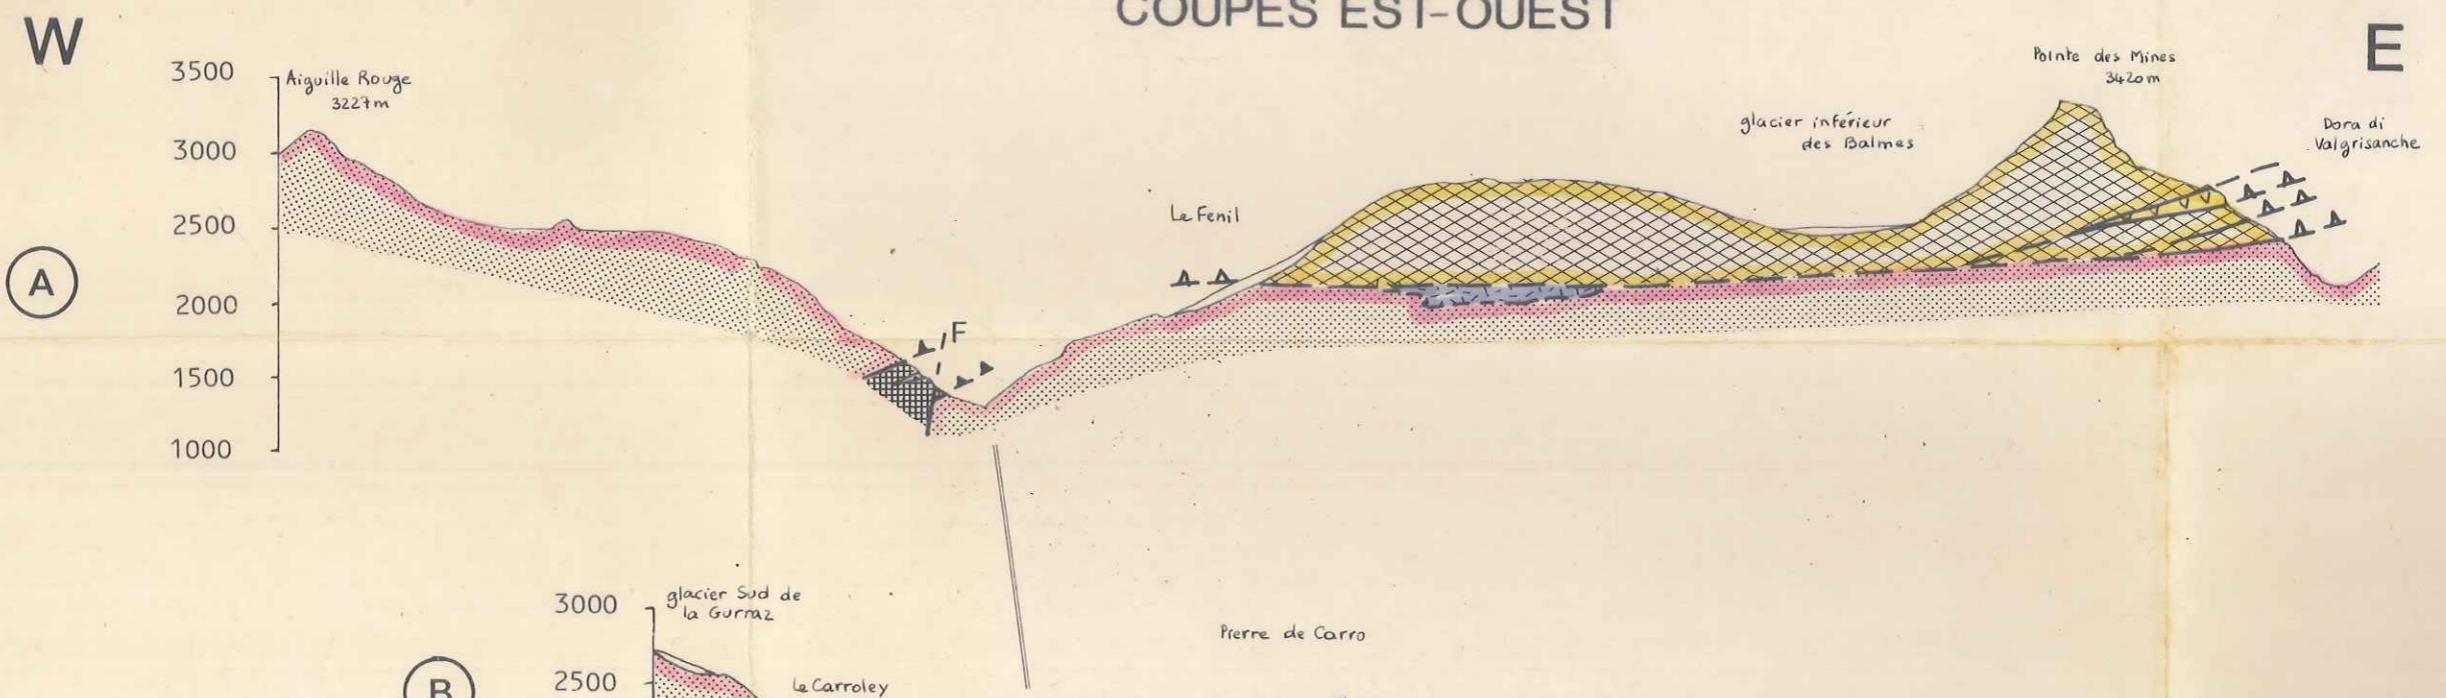 COUPES EST-OUEST
W
E
3500
3000
2500
2000
1500
1000
Aiguille Rouge
3227m
A
F
Le Fenil
glacier inférieur
des Balmes
Pointe des Mines
3420m
Dora di
Valgrisanche
3000
2500
glacier Sud de
la Gurraz
B
Le Carroley
Pierre de Carro